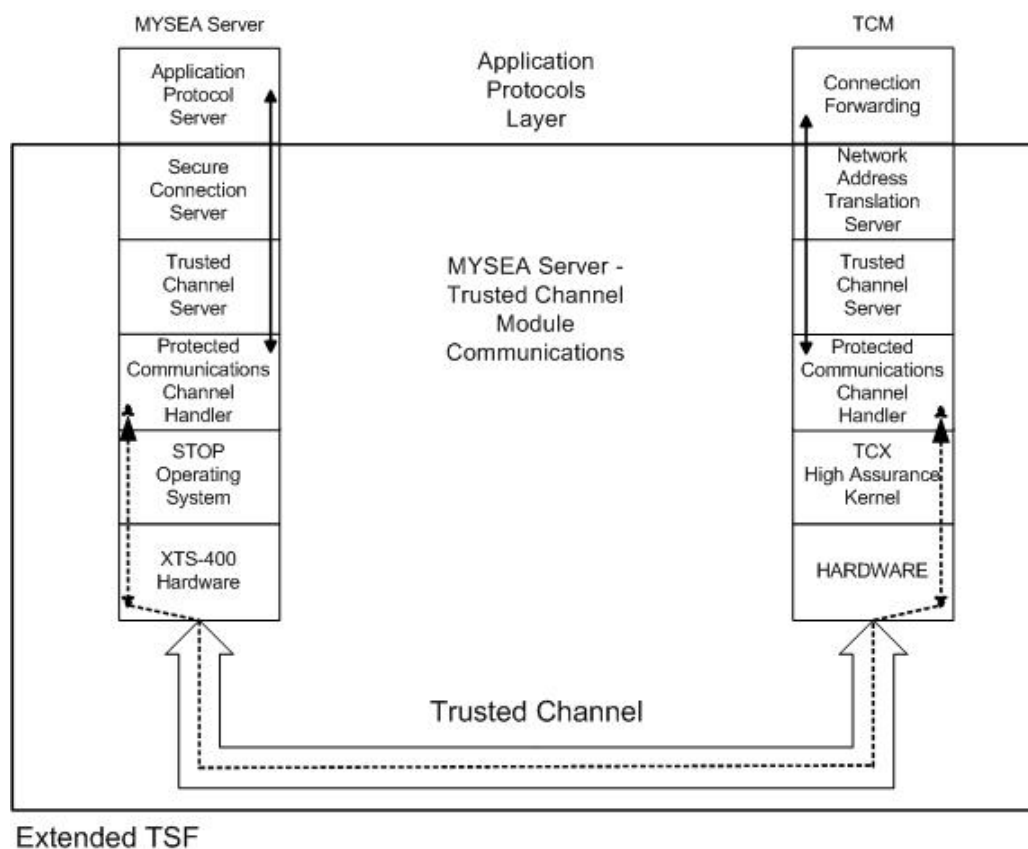 MYSEA Server
TCM
Application
Protocol
Server
Application
Protocols
Layer
Connection
Forwarding
Secure
Connection
Server
Network
Address
Translation
Server
Trusted
Channel
Server
MYSEA Server -
Trusted Channel
Module
Communications
Trusted
Channel
Server
Protected
Communications
Channel
Handler
Protected
Communications
Channel
Handler
STOP
Operating
System
TCX
High Assurance
Kernel
XTS-400
Hardware
HARDWARE
Trusted Channel
Extended TSF